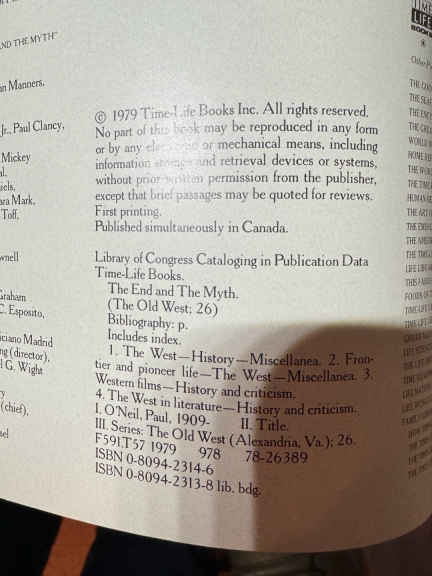 AND THE MYTH"
an Manners,
Jr., Paul Clancy,
Mickey
al.
iels,
ara Mark,
Toff,
wnell
Graham
C. Esposito,
iciano Madrid
ng (director),
l G. Wight
ry
(chief),
sel
© 1979 Time-Life Books Inc. All rights reserved.
No part of this book may be reproduced in any form
or by any electronic or mechanical means, including
information storage and retrieval devices or systems,
without prior written permission from the publisher,
except that brief passages may be quoted for reviews.
First printing.
Published simultaneously in Canada.
Library of Congress Cataloging in Publication Data
Time-Life Books.
The End and The Myth.
(The Old West; 26)
Bibliography: p.
Includes index.
1. The West—History—Miscellanea. 2. Fron-
tier and pioneer life—The West—Miscellanea. 3.
Western films—History and criticism.
4. The West in literature—History and criticism.
I. O'Neil, Paul, 1909- II. Title.
III. Series: The Old West (Alexandria, Va.); 26.
F591.T57 1979 978 78-26389
ISBN 0-8094-2314-6
ISBN 0-8094-2313-8 lib. bdg.
TIME
LIFE
BOOKS